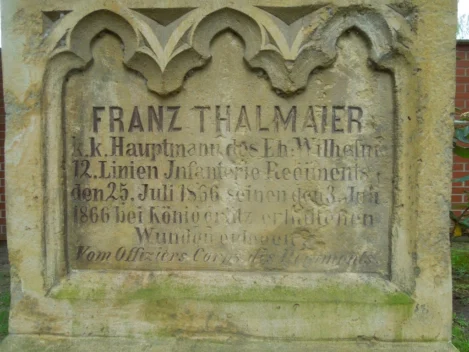 FRANZ THALMAIER
k.k. Hauptmann des Eh: Wilhelm
12. Linien Infanterie Regiments,
den 25. Juli 1866 seinen den 3. Juli
1866 bei Königgrätz erhaltenen
Wunden erlegen
Vom Offiziers Corps des Regiments